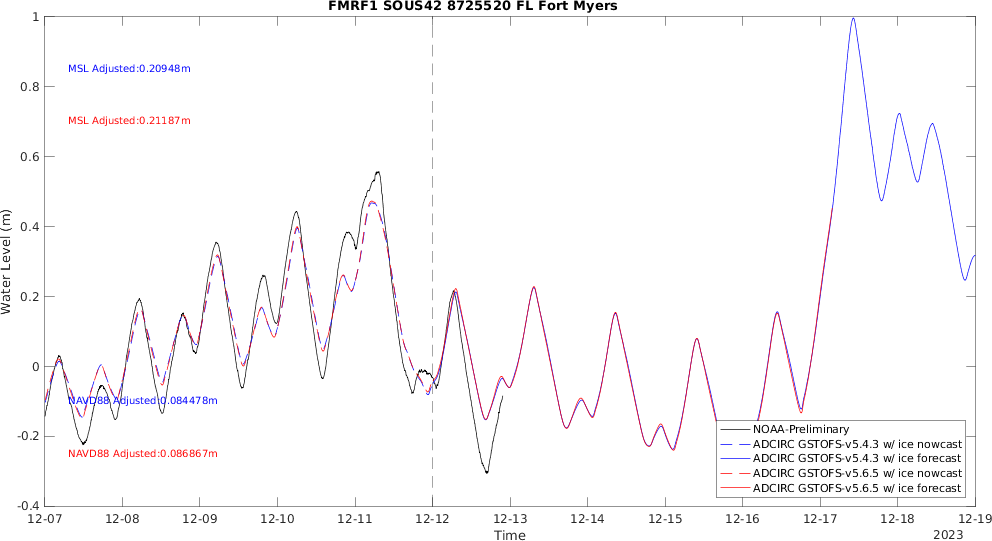 FMRF1 SOUS42 8725520 FL Fort Myers
1
0.8
0.6
0.4
0.2
0
-0.2
-0.4
Water Level (m)
MSL Adjusted:0.20948m
MSL Adjusted:0.21187m
NAVD88 Adjusted:0.084478m
NAVD88 Adjusted:0.086867m
NOAA-Preliminary
ADCIRC GSTOFS-v5.4.3 w/ ice nowcast
ADCIRC GSTOFS-v5.4.3 w/ ice forecast
ADCIRC GSTOFS-v5.6.5 w/ ice nowcast
ADCIRC GSTOFS-v5.6.5 w/ ice forecast
12-07 12-08 12-09 12-10 12-11 12-12 12-13 12-14 12-15 12-16 12-17 12-18 12-19
Time
2023